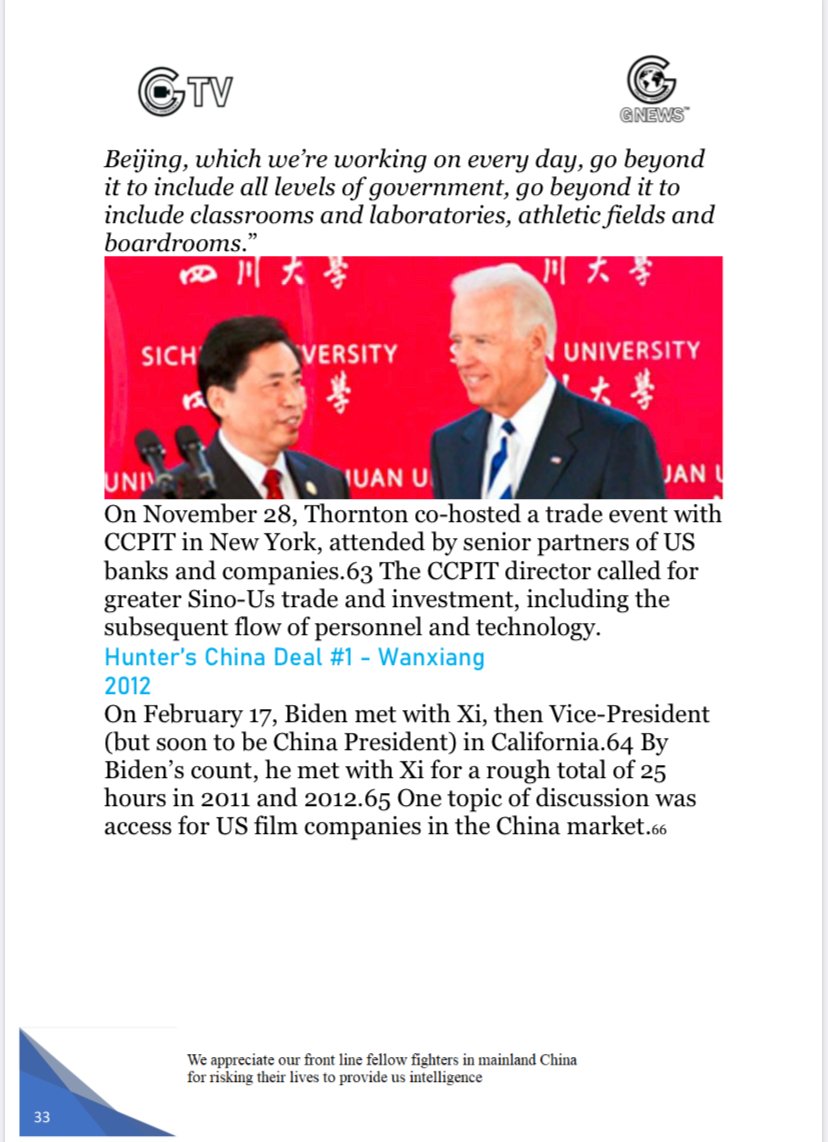 GTV
GNEWS™
Beijing, which we're working on every day, go beyond
it to include all levels of government, go beyond it to
include classrooms and laboratories, athletic fields and
boardrooms.”
四川大學
川大學
SICH VERSITY
S N UNIVERSITY
學
大學
UNIV
HUAN U
UAN U
On November 28, Thornton co-hosted a trade event with
CCPIT in New York, attended by senior partners of US
banks and companies.63 The CCPIT director called for
greater Sino-Us trade and investment, including the
subsequent flow of personnel and technology.
Hunter's China Deal #1 - Wanxiang
2012
On February 17, Biden met with Xi, then Vice-President
(but soon to be China President) in California.64 By
Biden's count, he met with Xi for a rough total of 25
hours in 2011 and 2012.65 One topic of discussion was
access for US film companies in the China market.66
We appreciate our front line fellow fighters in mainland China
for risking their lives to provide us intelligence
33